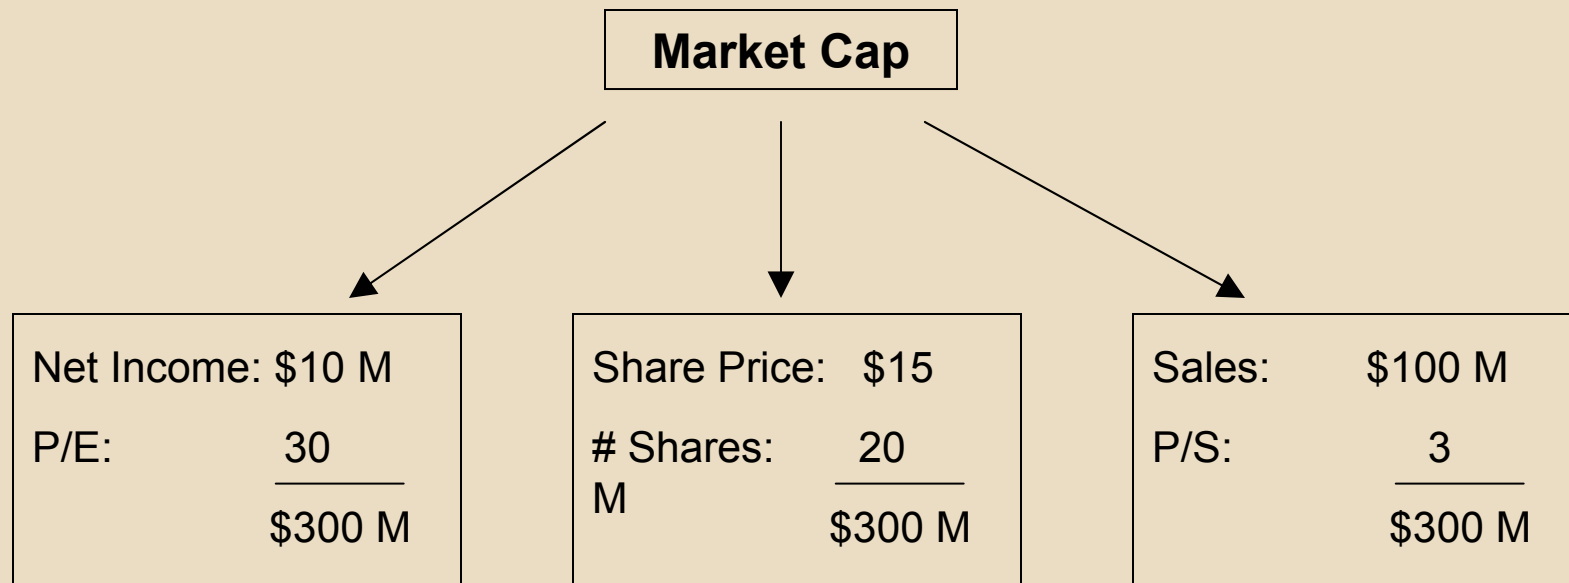 Market Cap
Net Income: $10 M
P/E: 30
$300 M
Share Price: $15
# Shares: 20
M
$300 M
Sales: $100 M
P/S: 3
$300 M